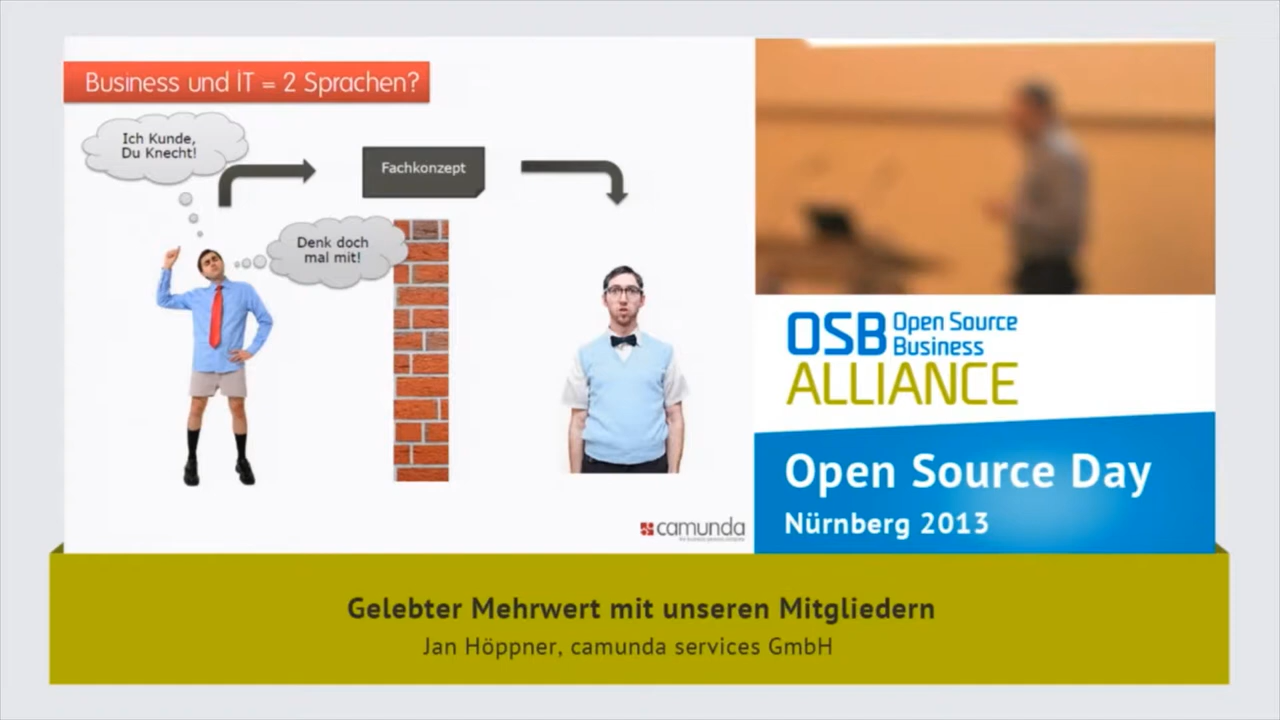 Business und IT = 2 Sprachen?
Ich Kunde,
Du Knecht!
Fachkonzept
Denk doch
mal mit!
camunda
OSB Open Source
Business
ALLIANCE
Open Source Day
Nürnberg 2013
Gelebter Mehrwert mit unseren Mitgliedern
Jan Höppner, camunda services GmbH